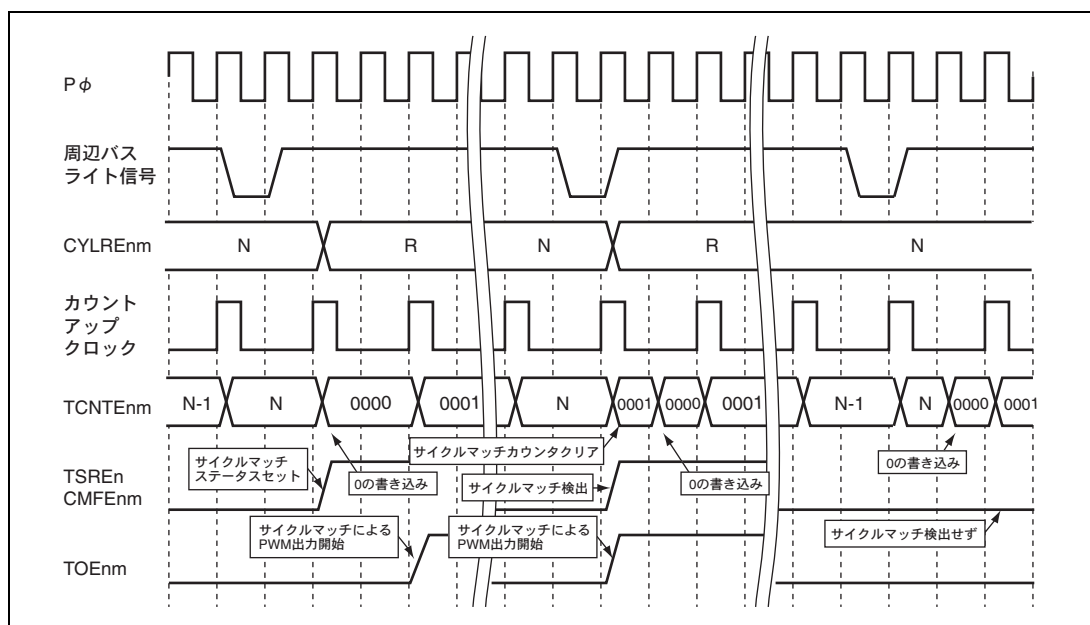 Pφ
周辺バス
ライト信号
CYLREnm
N
R
N
R
N
カウント
アップ
クロック
TCNTEnm
N-1
N
0000
0001
N
0001
0000
0001
N-1
N
0000
0001
サイクルマッチ
ステータスセット
0の書き込み
サイクルマッチカウンタクリア
0の書き込み
0の書き込み
TSREn
CMFEnm
サイクルマッチ検出
サイクルマッチ検出せず
サイクルマッチによる
PWM出力開始
サイクルマッチによる
PWM出力開始
TOEnm